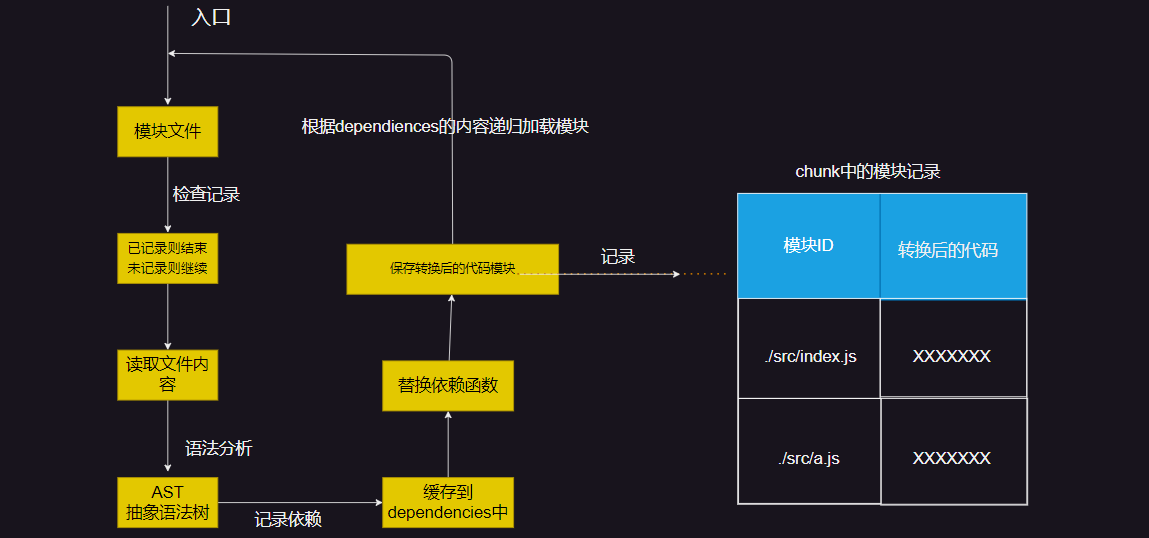 入口
模块文件
检查记录
已记录则结束
未记录则继续
读取文件内
容
语法分析
AST
抽象语法树
记录依赖
缓存到
dependencies中
替换依赖函数
保存转换后的代码模块
根据dependiences的内容递归加载模块
记录
chunk中的模块记录
模块ID
转换后的代码
./src/index.js
XXXXXXX
./src/a.js
XXXXXXX